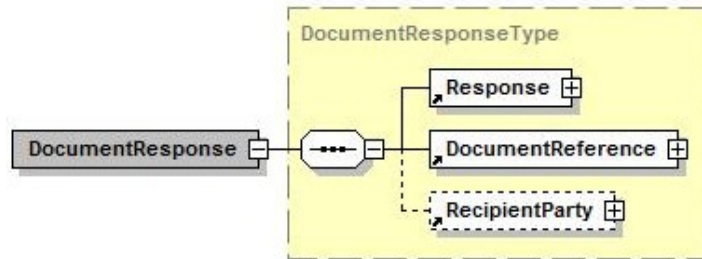 DocumentResponseType
Response
DocumentResponse
DocumentReference
RecipientParty